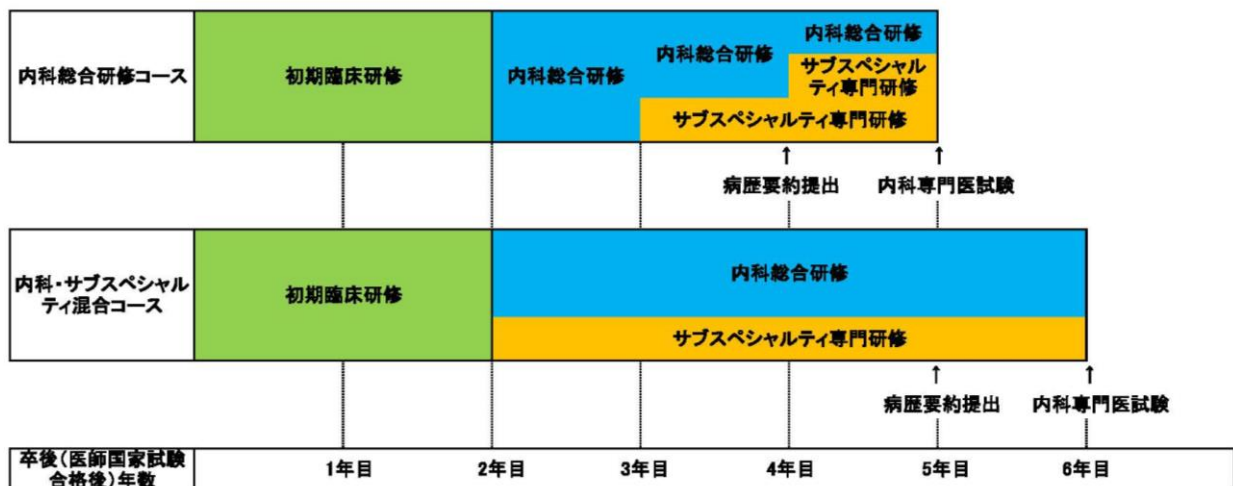 内科総合研修コース
初期臨床研修
内科総合研修
内科総合研修
内科総合研修
サブスペシャル
ティ専門研修
サブスペシャルティ専門研修
病歴要約提出
内科専門医試験
内科・サブスペシャル
ティ混合コース
初期臨床研修
内科総合研修
サブスペシャルティ専門研修
病歴要約提出
内科専門医試験
卒後(医師国家試験
合格後)年数
1年目
2年目
3年目
4年目
5年目
6年目